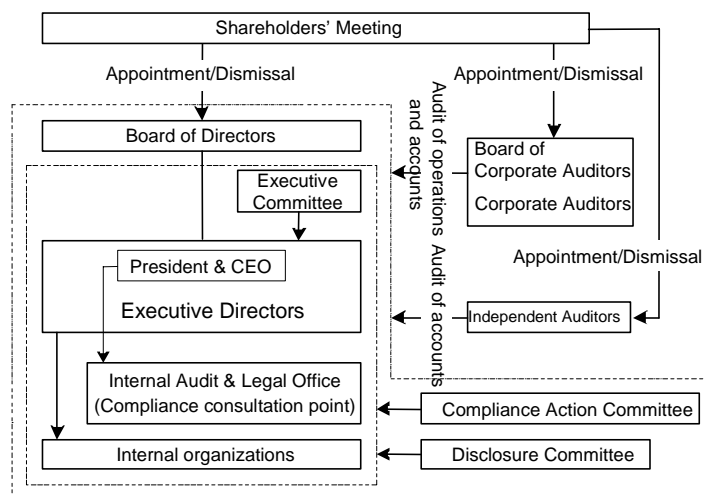 Shareholders' Meeting
Appointment/Dismissal
Appointment/Dismissal
Audit of operations
and accounts
Board of Directors
Board of
Corporate Auditors
Corporate Auditors
Executive
Committee
President & CEO
Executive Directors
Appointment/Dismissal
Audit of accounts
Independent Auditors
Internal Audit & Legal Office
(Compliance consultation point)
Compliance Action Committee
Internal organizations
Disclosure Committee